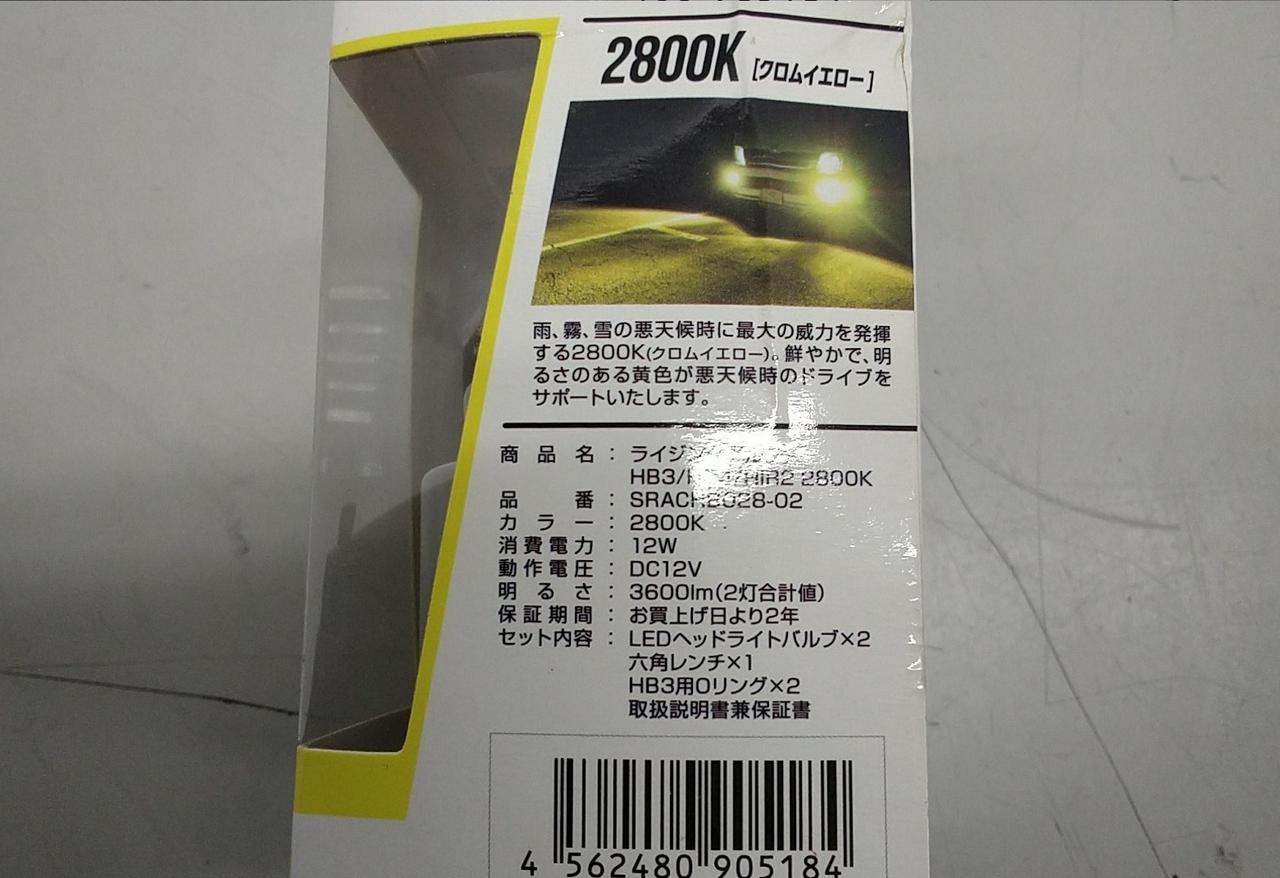 2800K [クロムイエロー]
雨、霧、雪の悪天候時に最大の威力を発揮
する2800K(クロムイエロー)。鮮やかで、明
るさのある黄色が悪天候時のドライブを
サポートいたします。
商品名：ライジン
HB3/ /HIR2 2800K
品番：
カラー：2800K
消費電力：12W
動作電圧：DC12V
明るさ：3600lm(2灯合計値)
保証期間：お買上げ日より2年
セット内容：LEDヘッドライトバルブ×2
六角レンチ×1
HB3用Oリング×2
取扱説明書兼保証書
4 562480 905184